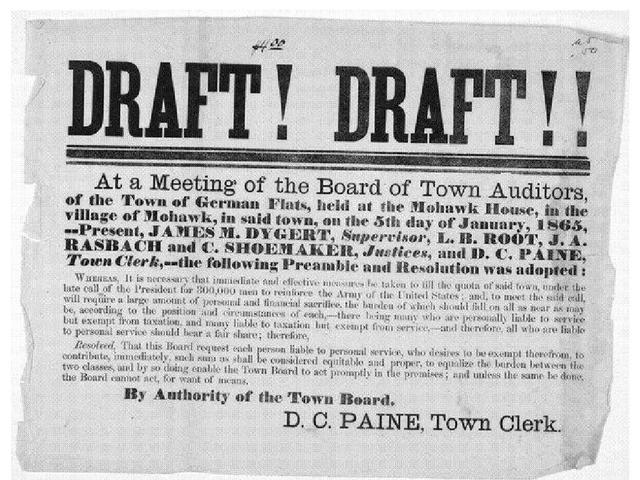 $4.00
DRAFT! DRAFT!!
At a Meeting of the Board of Town Auditors,
of the Town of German Flats, held at the Mohawk House, in the
village of Mohawk, in said town, on the 5th day of January, 1865,
--Present, JAMES M. DYGERT, Supervisor, L. B. ROOT, J. A.
RASBACH and C. SHOEMAKER, Justices, and D. C. PAINE,
Town Clerk,--the following Preamble and Resolution was adopted:
WHEREAS, It is necessary that immediate and effective measures be taken to fill the quota of said town, under the
late call of the President for 300,000 men to reinforce the Army of the United States; and, to meet the said call,
will require a large amount of personal and financial sacrifice, the burden of which should fall on all as near as may
be, according to the position and circumstances of each,—there being many who are personally liable to service
but exempt from taxation, and many liable to taxation but exempt from service,—and therefore, all who are liable
to personal service should bear a fair share; therefore,
Resolved, That this Board request each person liable to personal service, who desires to be exempt therefrom, to
contribute, immediately, such sum as shall be considered equitable and proper, to equalize the burden between the
two classes, and by so doing enable the Town Board to act promptly in the premises; and unless the same be done,
the Board cannot act, for want of means.
By Authority of the Town Board.
D. C. PAINE, Town Clerk.